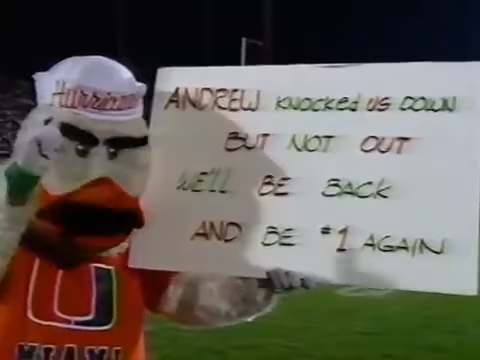 Hurricanes
ANDREW KNOCKED US DOWN
BUT NOT OUT
WE'LL BE BACK
AND BE #1 AGAIN
U
MIAMI